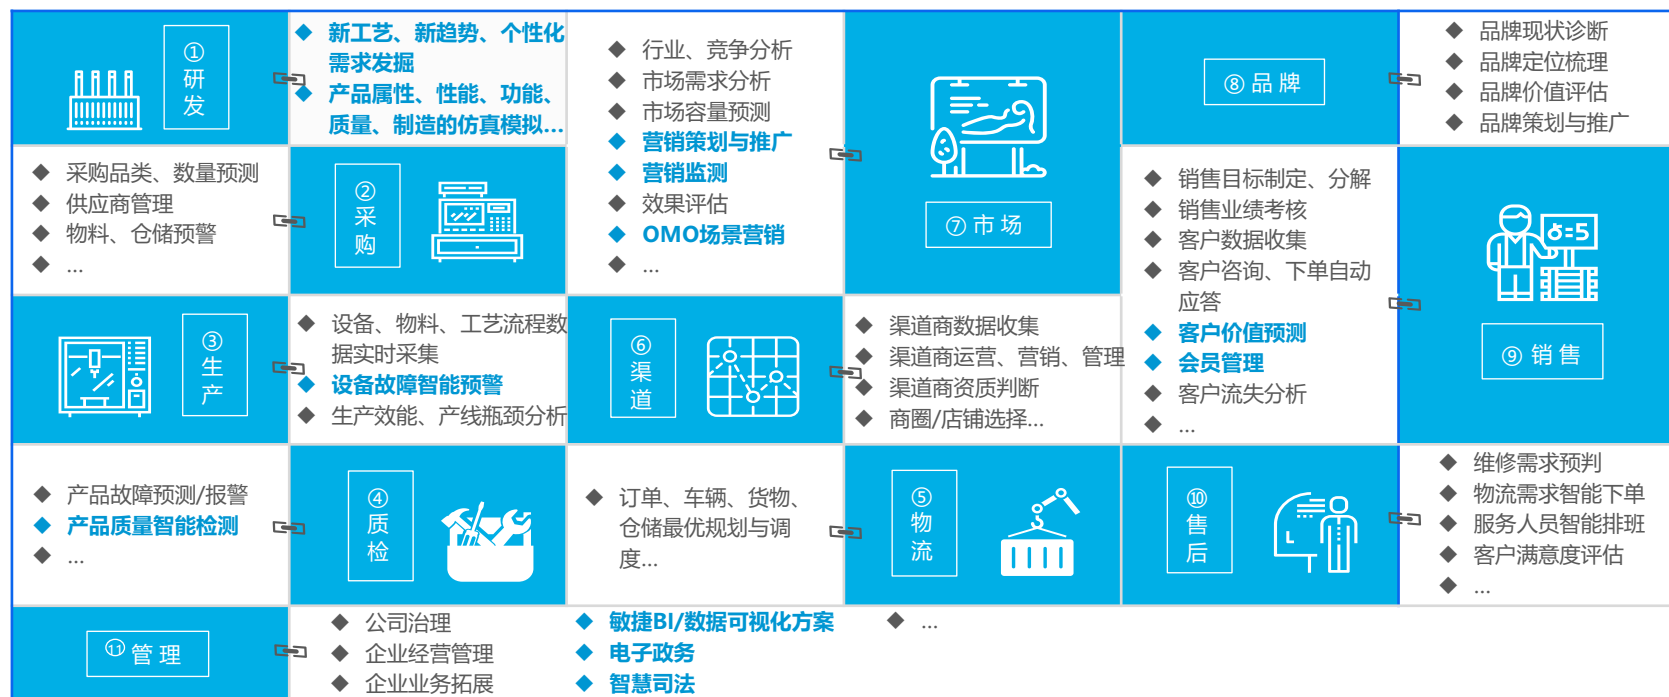 ①
研
发
◆ 新工艺、新趋势、个性化
需求发掘
◆ 产品属性、性能、功能、
质量、制造的仿真模拟...
◆ 采购品类、数量预测
◆ 供应商管理
◆ 物料、仓储预警
◆ ...
②
采
购
③
生
产
◆ 设备、物料、工艺流程数
据实时采集
◆ 设备故障智能预警
◆ 生产效能、产线瓶颈分析
◆ 产品故障预测/报警
◆ 产品质量智能检测
◆ ...
④
质
检
◆ 订单、车辆、货物、
仓储最优规划与调
度...
⑤
物
流
⑥
渠
道
◆ 渠道商数据收集
◆ 渠道商运营、营销、管理
◆ 渠道商资质判断
◆ 商圈/店铺选择...
◆ 行业、竞争分析
◆ 市场需求分析
◆ 市场容量预测
◆ 营销策划与推广
◆ 营销监测
◆ 效果评估
◆ OMO场景营销
◆ ...
⑦市场
⑧品牌
◆ 品牌现状诊断
◆ 品牌定位梳理
◆ 品牌价值评估
◆ 品牌策划与推广
◆ 销售目标制定、分解
◆ 销售业绩考核
◆ 客户数据收集
◆ 客户咨询、下单自动
应答
◆ 客户价值预测
◆ 会员管理
◆ 客户流失分析
◆ ...
ō=5
⑨销售
⑩
售
后
◆ 维修需求预判
◆ 物流需求智能下单
◆ 服务人员智能排班
◆ 客户满意度评估
◆ ...
⑪管理
◆ 公司治理
◆ 企业经营管理
◆ 企业业务拓展
◆ 敏捷BI/数据可视化方案
◆ 电子政务
◆ 智慧司法
◆ ...